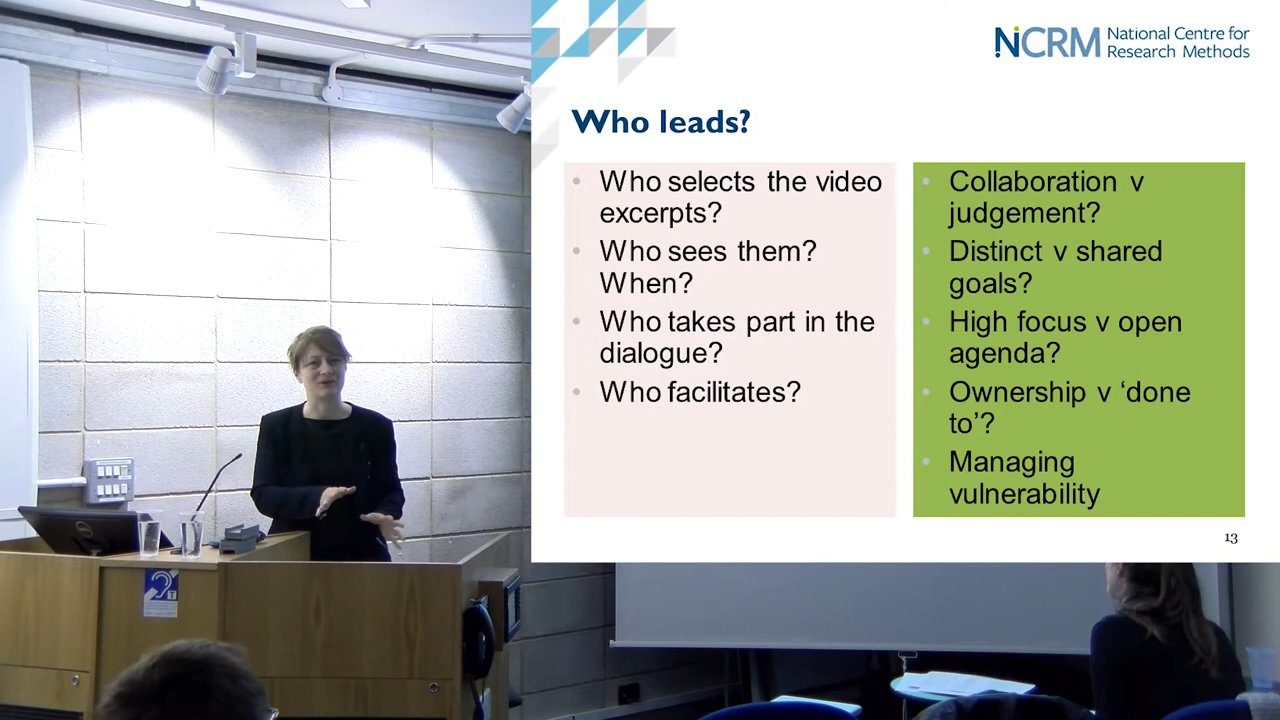 NCRM National Centre for
Research Methods
Who leads?
• Who selects the video
excerpts?
• Who sees them?
When?
• Who takes part in the
dialogue?
• Who facilitates?
• Collaboration v
judgement?
• Distinct v shared
goals?
• High focus v open
agenda?
• Ownership v ‘done
to’?
• Managing
vulnerability
13
DELL
T